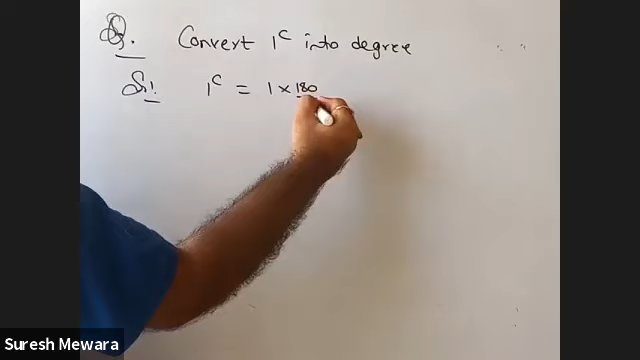 Q. Convert 1ᶜ into degree
Sol. 1ᶜ = 1 × 180
Suresh Mewara